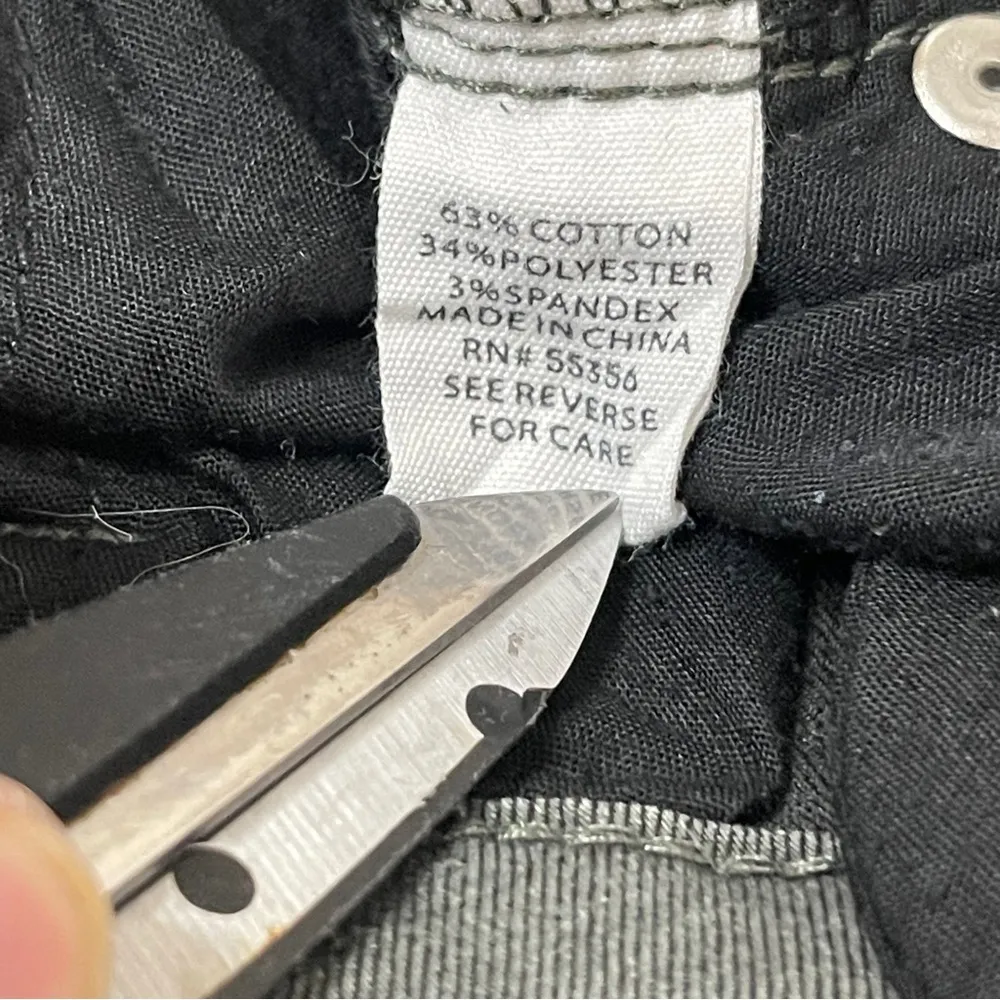 63% COTTON
34% POLYESTER
3% SPANDEX
MADE IN CHINA
RN# 55356
SEE REVERSE
FOR CARE